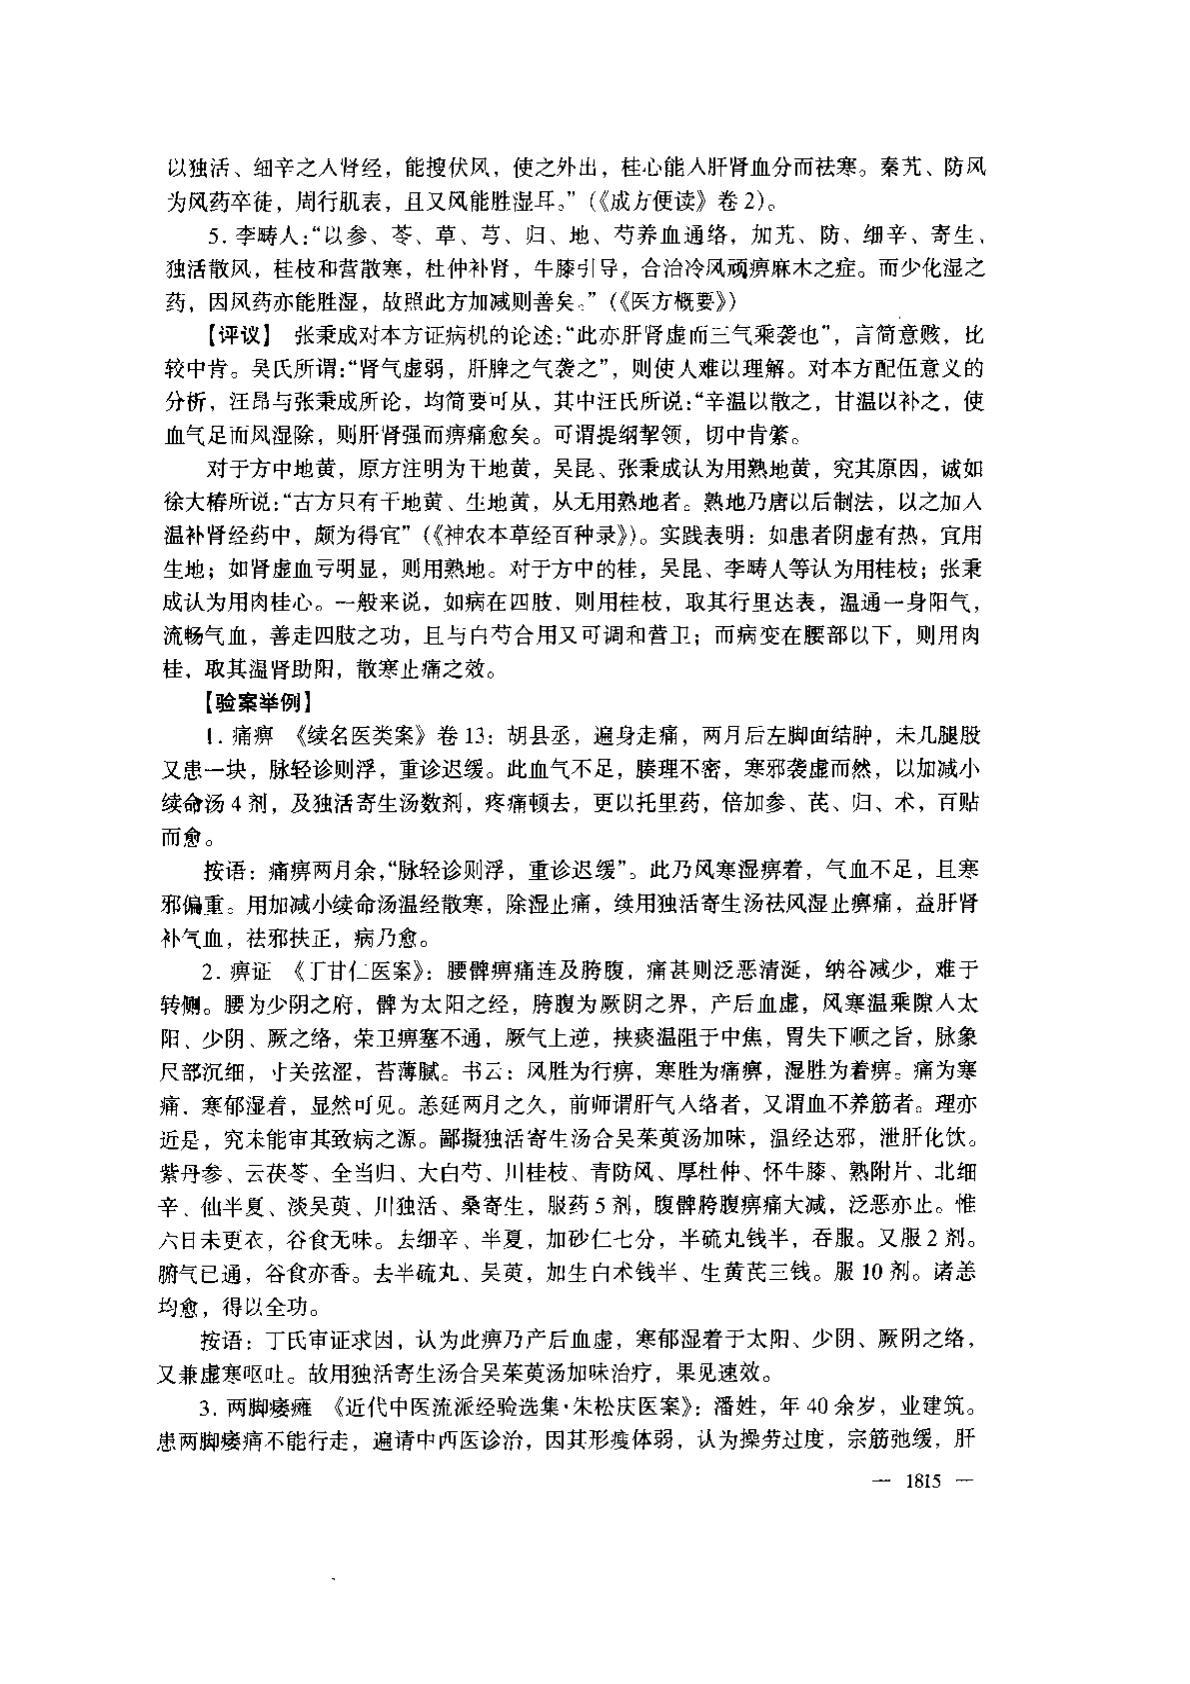 以独活、细辛之入肾经，能搜伏风，使之外出，桂心能入肝肾血分而祛寒。秦艽、防风
为风药卒徒，周行肌表，且又风能胜湿耳。”（《成方便读》卷2）。
5. 李畴人：“以参、苓、草、芎、归、地、芍养血通络，加艽、防、细辛、寄生、
独活散风，桂枝和营散寒，杜仲补肾，牛膝引导，合治冷风顽痹麻木之症。而少化湿之
药，因风药亦能胜湿，故照此方加减则善矣。”（《医方概要》）
【评议】 张秉成对本方证病机的论述：“此亦肝肾虚而三气乘袭也”，言简意赅，比
较中肯。吴氏所谓：“肾气虚弱，肝脾之气袭之”，则使人难以理解。对本方配伍意义的
分析，汪昂与张秉成所论，均简要可从，其中汪氏所说：“辛温以散之，甘温以补之，使
血气足而风湿除，则肝肾强而痹痛愈矣。可谓提纲挈领，切中肯綮。
对于方中地黄，原方注明为干地黄，吴昆、张秉成认为用熟地黄，究其原因，诚如
徐大椿所说：“古方只有干地黄、生地黄，从无用熟地者。熟地乃唐以后制法，以之加入
温补肾经药中，颇为得宜”（《神农本草经百种录》）。实践表明：如患者阴虚有热，宜用
生地；如肾虚血亏明显，则用熟地。对于方中的桂，吴昆、李畴人等认为用桂枝；张秉
成认为用肉桂心。一般来说，如病在四肢，则用桂枝，取其行里达表，温通一身阳气，
流畅气血，善走四肢之功，且与白芍合用又可调和营卫；而病变在腰部以下，则用肉
桂，取其温肾助阳，散寒止痛之效。
【验案举例】
1. 痛痹 《续名医类案》卷13：胡县丞，遍身走痛，两月后左脚面结肿，未几腿股
又患一块，脉轻诊则浮，重诊迟缓。此血气不足，腠理不密，寒邪袭虚而然，以加减小
续命汤4剂，及独活寄生汤数剂，疼痛顿去，更以托里药，倍加参、芪、归、术，百贴
而愈。
按语：痛痹两月余，“脉轻诊则浮，重诊迟缓”。此乃风寒湿痹着，气血不足，且寒
邪偏重。用加减小续命汤温经散寒，除湿止痛，续用独活寄生汤祛风湿止痹痛，益肝肾
补气血，祛邪扶正，病乃愈。
2. 痹证 《丁甘仁医案》：腰髀痹痛连及胯腹，痛甚则泛恶清涎，纳谷减少，难于
转侧。腰为少阴之府，髀为太阳之经，胯腹为厥阴之界，产后血虚，风寒温乘隙入太
阳、少阴、厥之络，荣卫痹塞不通，厥气上逆，挟痰温阻于中焦，胃失下顺之旨，脉象
尺部沉细，寸关弦涩，苔薄腻。书云：风胜为行痹，寒胜为痛痹，湿胜为着痹。痛为寒
痛，寒郁湿着，显然可见。恙延两月之久，前师谓肝气入络者，又谓血不养筋者。理亦
近是，究未能审其致病之源。鄙擬独活寄生汤合吴茱萸汤加味，温经达邪，泄肝化饮。
紫丹参、云茯苓、全当归、大白芍、川桂枝、青防风、厚杜仲、怀牛膝、熟附片、北细
辛、仙半夏、淡吴萸、川独活、桑寄生，服药5剂，腹髀胯腹痹痛大减，泛恶亦止。惟
六日未更衣，谷食无味。去细辛、半夏，加砂仁七分，半硫丸钱半，吞服。又服2剂。
腑气已通，谷食亦香。去半硫丸、吴萸，加生白术钱半、生黄芪三钱。服10剂。诸恙
均愈，得以全功。
按语：丁氏审证求因，认为此痹乃产后血虚，寒郁湿着于太阳、少阴、厥阴之络，
又兼虚寒呕吐。故用独活寄生汤合吴茱萸汤加味治疗，果见速效。
3. 两脚痿瘫 《近代中医流派经验选集·朱松庆医案》：潘姓，年40余岁，业建筑。
患两脚痿痛不能行走，遍请中西医诊治，因其形瘦体弱，认为操劳过度，宗筋弛缓，肝
— 1815 —